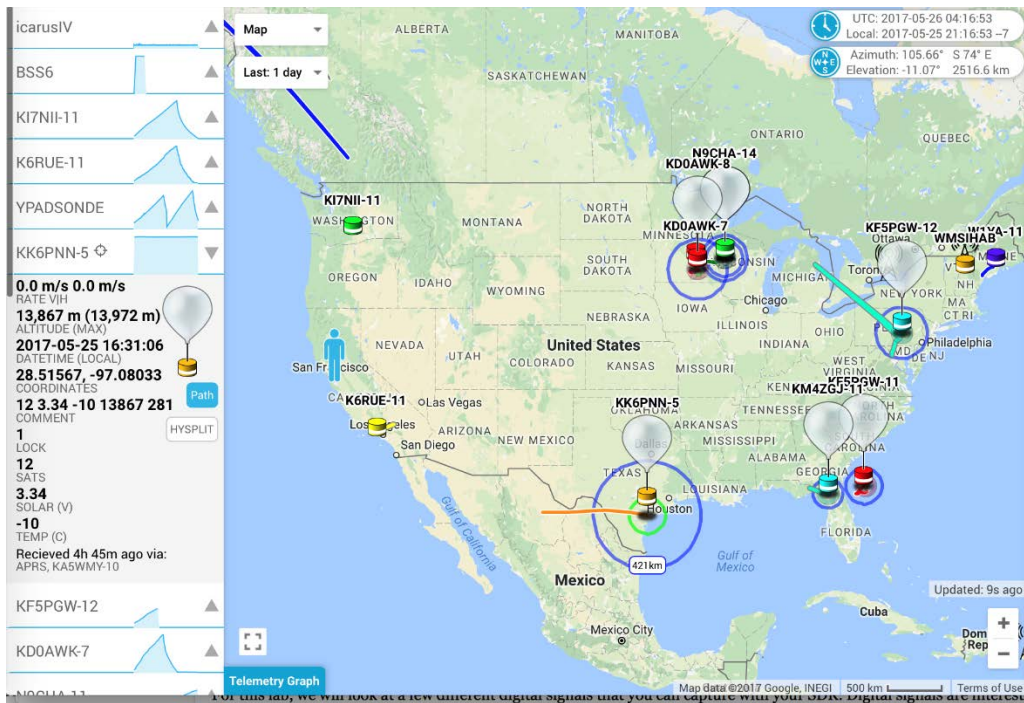 icarusIV
BSS6
KI7NII-11
K6RUE-11
YPADSONDE
KK6PNN-5
0.0 m/s 0.0 m/s
RATE V|H
13,867 m (13,972 m)
ALTITUDE (MAX)
2017-05-25 16:31:06
DATETIME (LOCAL)
28.51567, -97.08033
COORDINATES
Path
12 3.34 -10 13867 281
COMMENT
HYSPLIT
1
LOCK
12
SATS
3.34
SOLAR (V)
-10
TEMP (C)
Recieved 4h 45m ago via:
APRS, KA5WMY-10
KF5PGW-12
KD0AWK-7
Map
Last: 1 day
UTC: 2017-05-26 04:16:53
Local: 2017-05-25 21:16:53 –7
N
W E
S
Azimuth: 105.66° S 74° E
Elevation: -11.07° 2516.6 km
ALBERTA
MANITOBA
SASKATCHEWAN
ONTARIO
QUEBEC
N9CHA-14
KD0AWK-8
KI7NII-11
WASHINGTON
MONTANA
NORTH
DAKOTA
KD0AWK-7
MINNESOTA
KF5PGW-12
Ottawa
WMSIHAB
W1YA-11
MAINE
OREGON
IDAHO
SOUTH
DAKOTA
MICHIGAN
Toronto
VT
NH
MA
CT RI
NEW YORK
WYOMING
IOWA
Chicago
NEBRASKA
ILLINOIS
INDIANA
OHIO
Philadelphia
MD
DE NJ
NEVADA
UTAH
COLORADO
United States
KANSAS
MISSOURI
WEST
VIRGINIA
San Francisco
KF5PGW-11
KM4ZGJ-11
K6RUE-11
Las Vegas
Los Angeles
San Diego
ARIZONA
NEW MEXICO
KK6PNN-5
OKLAHOMA
ARKANSAS
TENNESSEE
Dallas
MISSISSIPPI
ALABAMA
SOUTH
CAROLINA
GEORGIA
TEXAS
LOUISIANA
Houston
FLORIDA
Gulf of California
421km
Gulf of
Mexico
Mexico
Cuba
Mexico City
Updated: 9s ago
+
−
Telemetry Graph
Map data ©2017 Google, INEGI
500 km
Terms of Use
For this lab, we will look at a few different digital signals that you can capture with your SDR. Digital signals are interest